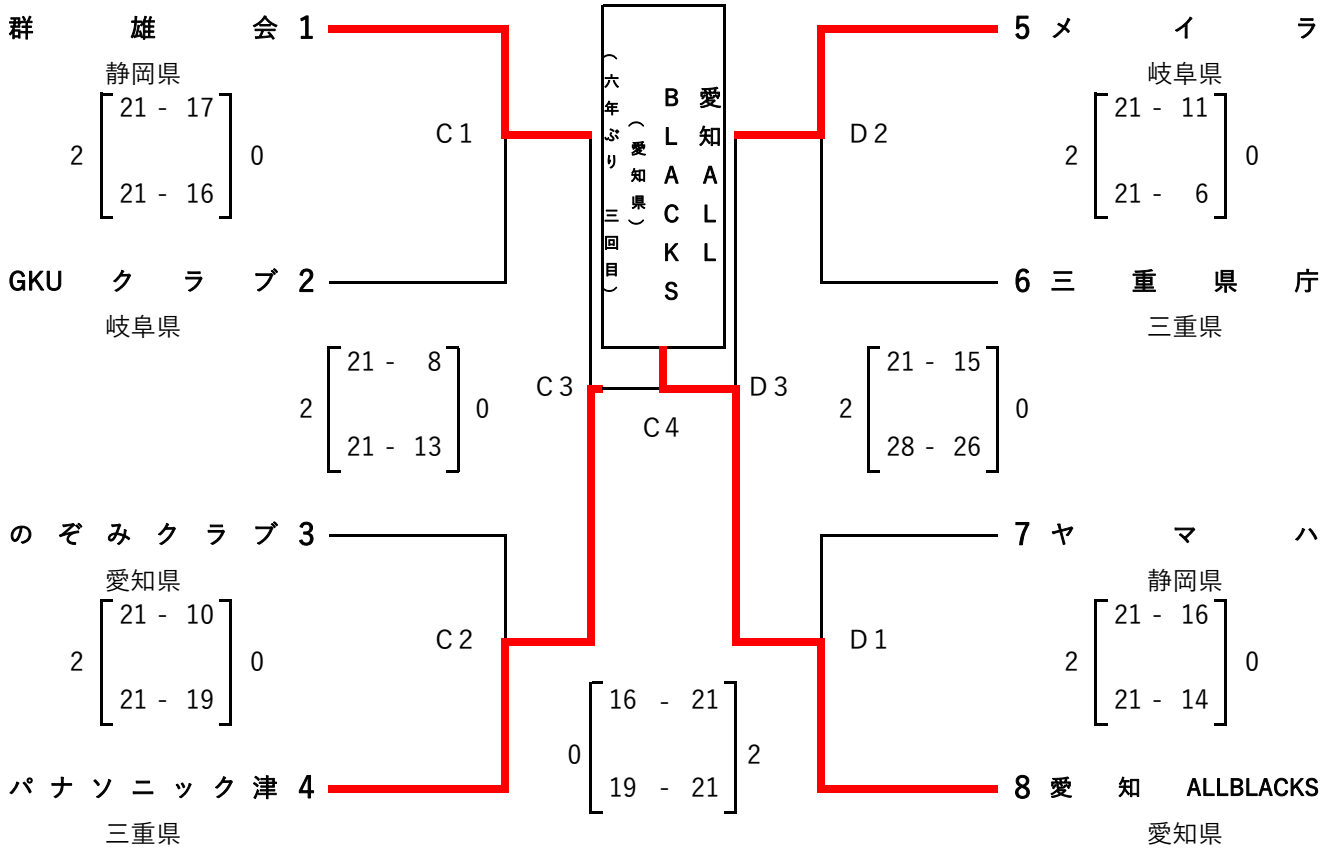 群雄会 1
静岡県
21 - 17
2 0
21 - 16
C1
GKU クラブ 2
岐阜県
21 - 8
2 0
21 - 13
C3
のぞみクラブ 3
愛知県
21 - 10
2 0
21 - 19
C2
パナソニック津 4
三重県
愛知ALL
BLACKS
(愛知県)
(六年ぶり 三回目)
C4
16 - 21
0 2
19 - 21
5 メイラ
岐阜県
21 - 11
2 0
21 - 6
D2
6 三重県庁
三重県
D3
21 - 15
2 0
28 - 26
7 ヤマハ
静岡県
21 - 16
2 0
21 - 14
D1
8 愛知 ALLBLACKS
愛知県